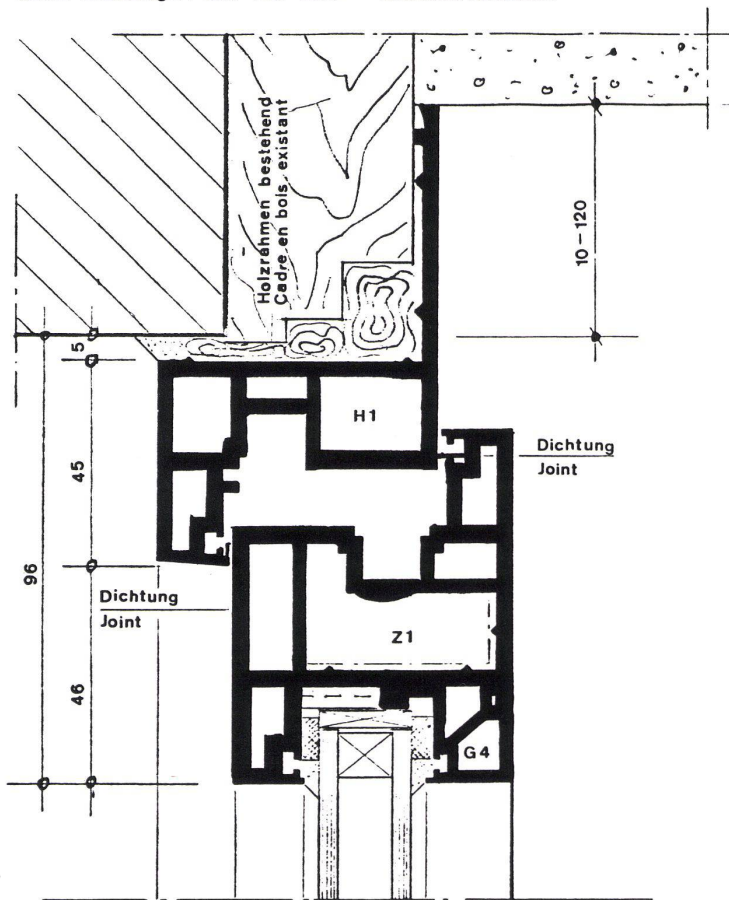 Holzrahmen bestehend
Cadre en bois existant
10-120
5
H1
45
Dichtung
Joint
96
Dichtung
Joint
Z1
46
G4